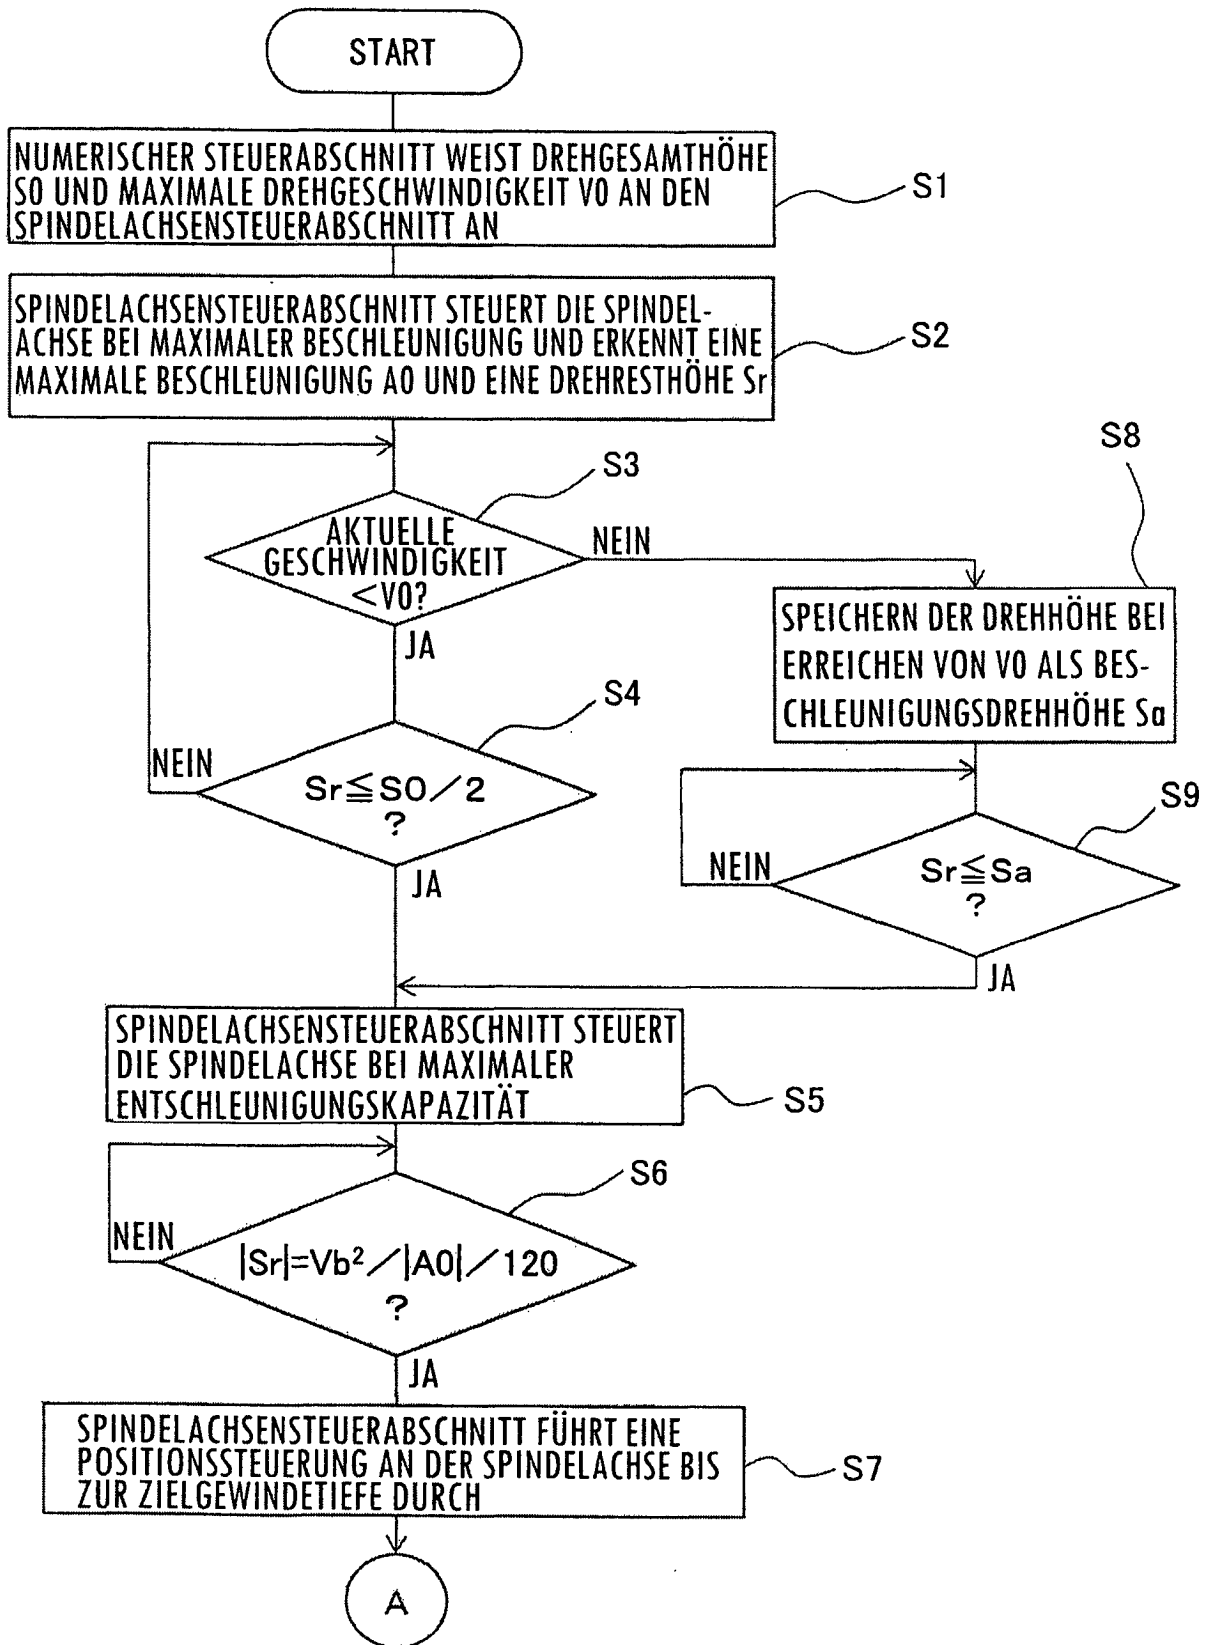 START
NUMERISCHER STEUERABSCHNITT WEIST DREHGESAMTHÖHE
S0 UND MAXIMALE DREHGESCHWINDIGKEIT V0 AN DEN
SPINDELACHSENSTEUERABSCHNITT AN
S1
SPINDELACHSENSTEUERABSCHNITT STEUERT DIE SPINDEL-
ACHSE BEI MAXIMALER BESCHLEUNIGUNG UND ERKENNT EINE
MAXIMALE BESCHLEUNIGUNG A0 UND EINE DREHRESTHÖHE Sr
S2
S3
AKTUELLE
GESCHWINDIGKEIT
<V0?
NEIN
JA
S8
SPEICHERN DER DREHHÖHE BEI
ERREICHEN VON V0 ALS BES-
CHLEUNIGUNGSDREHHÖHE Sa
S4
NEIN
Sr≦S0/2
?
JA
S9
NEIN
Sr≦Sa
?
JA
SPINDELACHSENSTEUERABSCHNITT STEUERT
DIE SPINDELACHSE BEI MAXIMALER
ENTSCHLEUNIGUNGSKAPAZITÄT
S5
S6
NEIN
|Sr|=Vb²/|A0|/120
?
JA
SPINDELACHSENSTEUERABSCHNITT FÜHRT EINE
POSITIONSSTEUERUNG AN DER SPINDELACHSE BIS
ZUR ZIELGEWINDETIEFE DURCH
S7
A